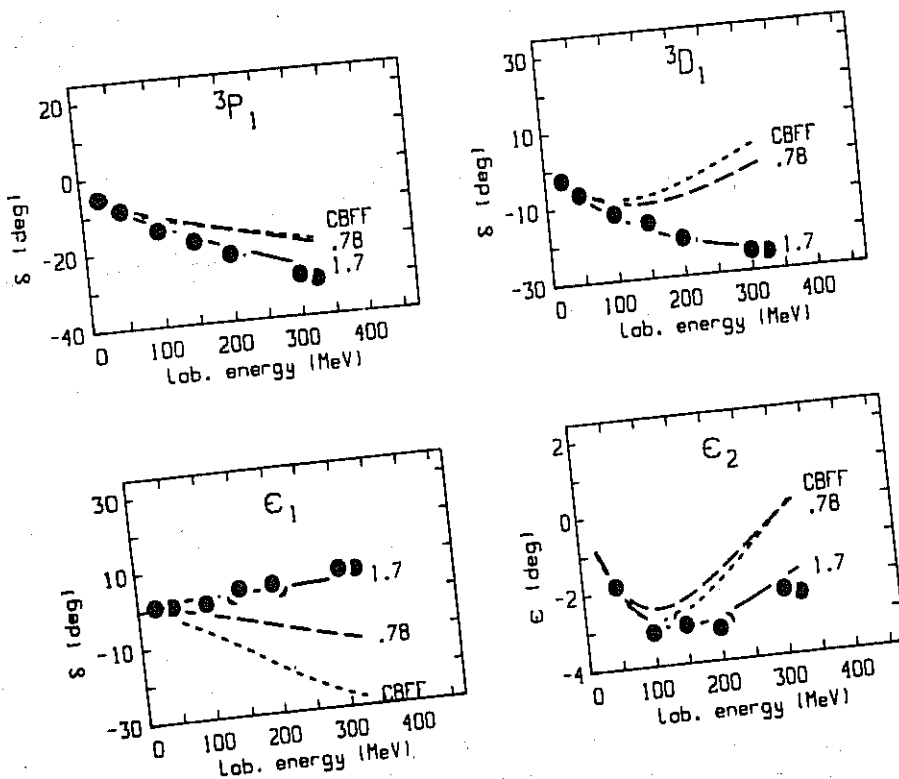 ³P₁
20
0
-20
-40
δ (deg)
CBFF
.78
1.7
0 100 200 300 400
lab. energy (MeV)
³D₁
30
10
-10
-30
δ (deg)
CBFF
.78
1.7
0 100 200 300 400
lab. energy (MeV)
ϵ₁
30
10
-10
-30
δ (deg)
1.7
.78
CBFF
0 100 200 300 400
lab. energy (MeV)
ϵ₂
2
0
-2
-4
ϵ (deg)
CBFF
.78
1.7
0 100 200 300 400
lab. energy (MeV)